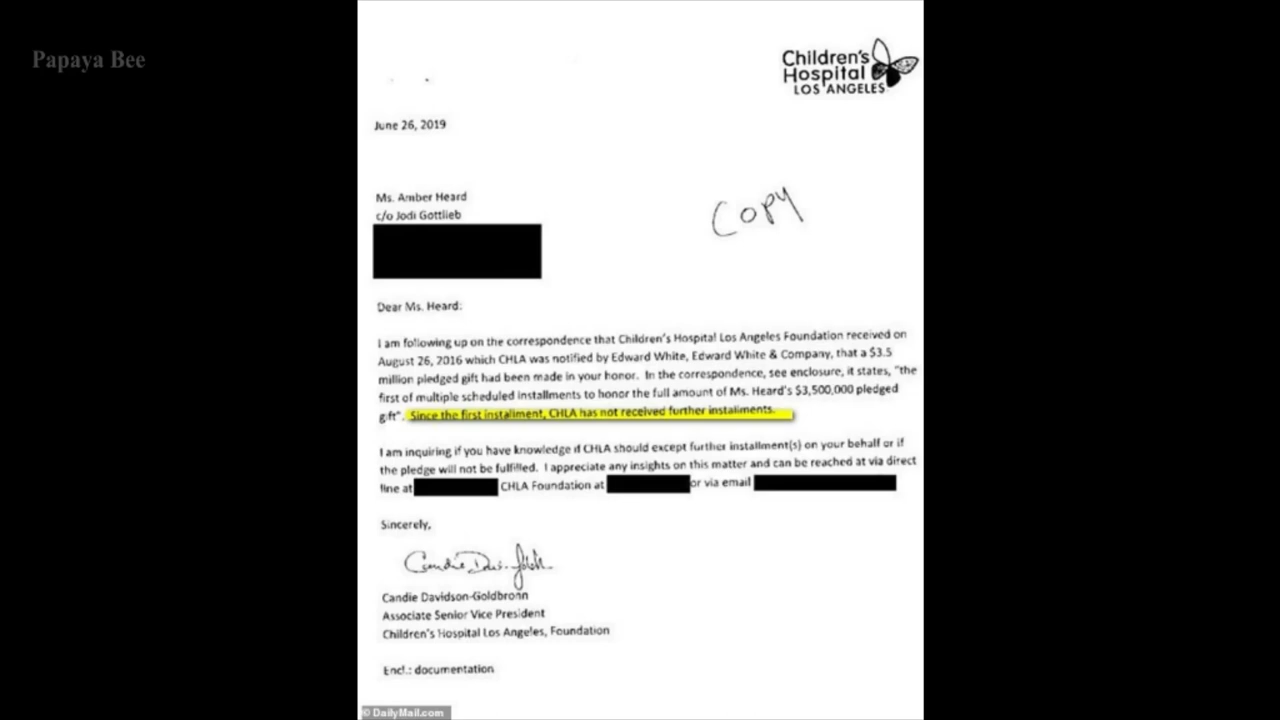 Papaya Bee
Children's
Hospital
LOS ANGELES
June 26, 2019
Ms. Amber Heard
c/o Jodi Gottlieb
COPY
Dear Ms. Heard:
I am following up on the correspondence that Children's Hospital Los Angeles Foundation received on
August 26, 2016 which CHLA was notified by Edward White, Edward White & Company, that a $3.5
million pledged gift had been made in your honor. In the correspondence, see enclosure, it states, "the
first of multiple scheduled installments to honor the full amount of Ms. Heard's $3,500,000 pledged
gift". Since the first installment, CHLA has not received further installments.
I am inquiring if you have knowledge if CHLA should except further installment(s) on your behalf or if
the pledge will not be fulfilled. I appreciate any insights on this matter and can be reached at via direct
line at CHLA Foundation at or via email
Sincerely,
Candie Davidson-Goldbronn
Associate Senior Vice President
Children's Hospital Los Angeles, Foundation
Encl.: documentation
© DailyMail.com